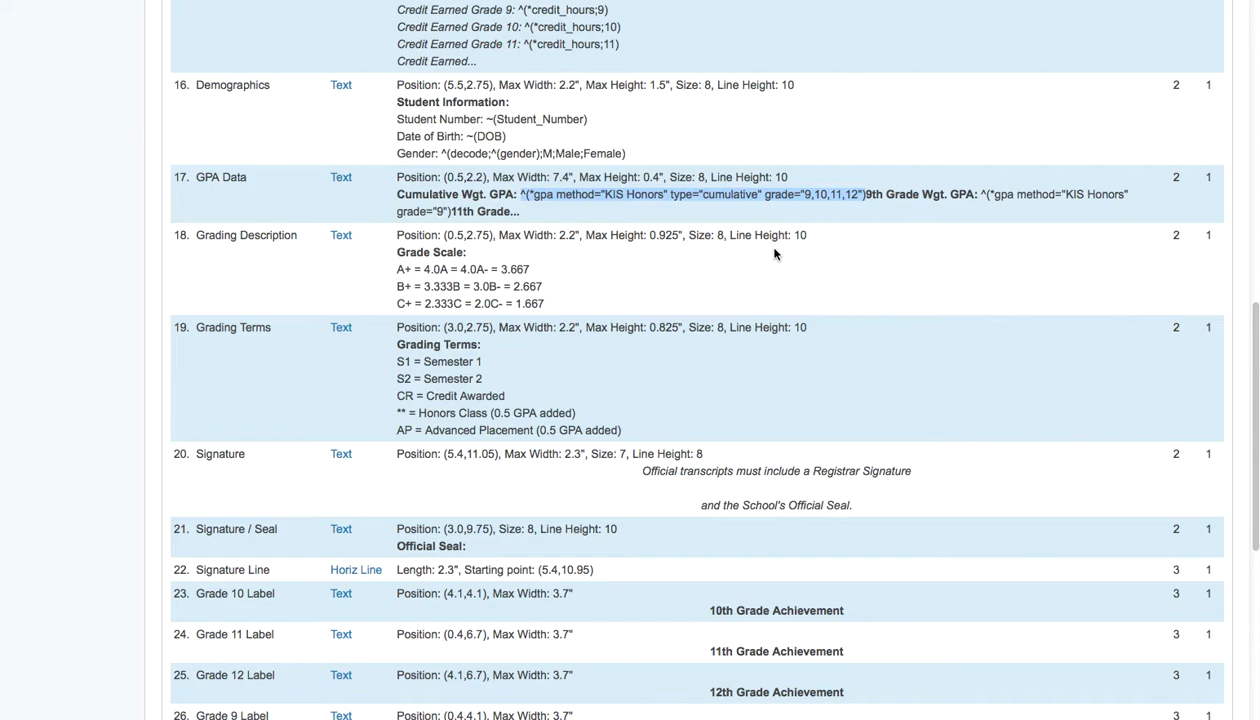 Credit Earned Grade 9: ^(*credit_hours;9)
Credit Earned Grade 10: ^(*credit_hours;10)
Credit Earned Grade 11: ^(*credit_hours;11)
Credit Earned...
16. Demographics Text Position: (5.5,2.75), Max Width: 2.2", Max Height: 1.5", Size: 8, Line Height: 10 2 1
Student Information:
Student Number: ~(Student_Number)
Date of Birth: ~(DOB)
Gender: ^(decode;^(gender);M;Male;Female)
17. GPA Data Text Position: (0.5,2.2), Max Width: 7.4", Max Height: 0.4", Size: 8, Line Height: 10 2 1
Cumulative Wgt. GPA: ^(*gpa method="KIS Honors" type="cumulative" grade="9,10,11,12")9th Grade Wgt. GPA: ^(*gpa method="KIS Honors"
grade="9")11th Grade...
18. Grading Description Text Position: (0.5,2.75), Max Width: 2.2", Max Height: 0.925", Size: 8, Line Height: 10 2 1
Grade Scale:
A+ = 4.0A = 4.0A- = 3.667
B+ = 3.333B = 3.0B- = 2.667
C+ = 2.333C = 2.0C- = 1.667
19. Grading Terms Text Position: (3.0,2.75), Max Width: 2.2", Max Height: 0.825", Size: 8, Line Height: 10 2 1
Grading Terms:
S1 = Semester 1
S2 = Semester 2
CR = Credit Awarded
** = Honors Class (0.5 GPA added)
AP = Advanced Placement (0.5 GPA added)
20. Signature Text Position: (5.4,11.05), Max Width: 2.3", Size: 7, Line Height: 8 2 1
Official transcripts must include a Registrar Signature
and the School's Official Seal.
21. Signature / Seal Text Position: (3.0,9.75), Size: 8, Line Height: 10 2 1
Official Seal:
22. Signature Line Horiz Line Length: 2.3", Starting point: (5.4,10.95) 3 1
23. Grade 10 Label Text Position: (4.1,4.1), Max Width: 3.7" 3 1
10th Grade Achievement
24. Grade 11 Label Text Position: (0.4,6.7), Max Width: 3.7" 3 1
11th Grade Achievement
25. Grade 12 Label Text Position: (4.1,6.7), Max Width: 3.7" 3 1
12th Grade Achievement
26. Grade 9 Label Text Position: (0.4,4.1), Max Width: 3.7" 3 1